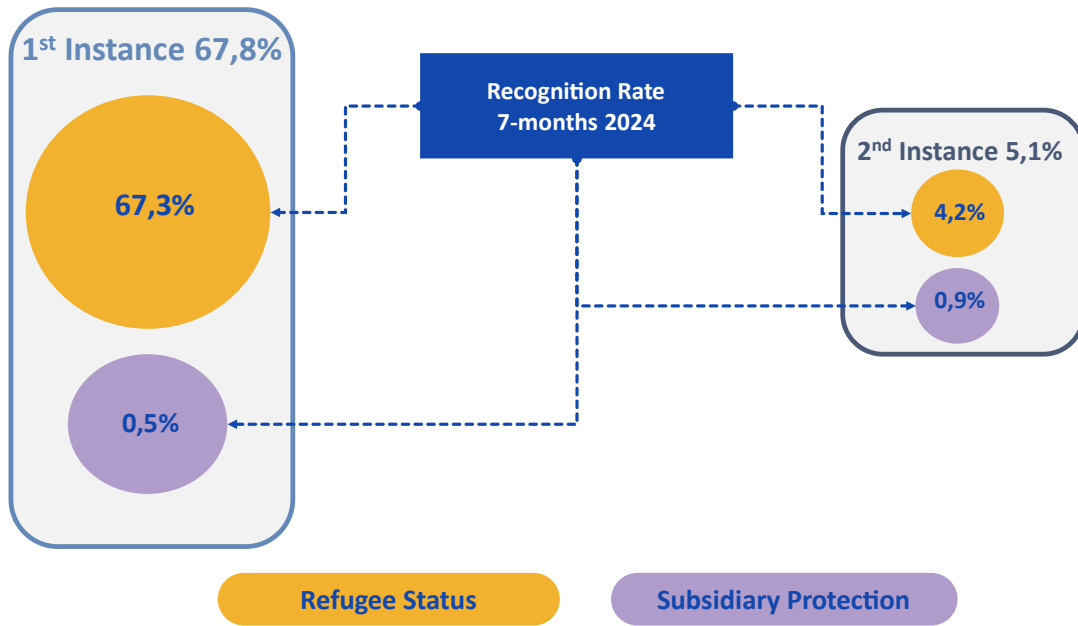 1st Instance 67,8%
67,3%
0,5%
Recognition Rate
7-months 2024
2nd Instance 5,1%
4,2%
0,9%
Refugee Status
Subsidiary Protection